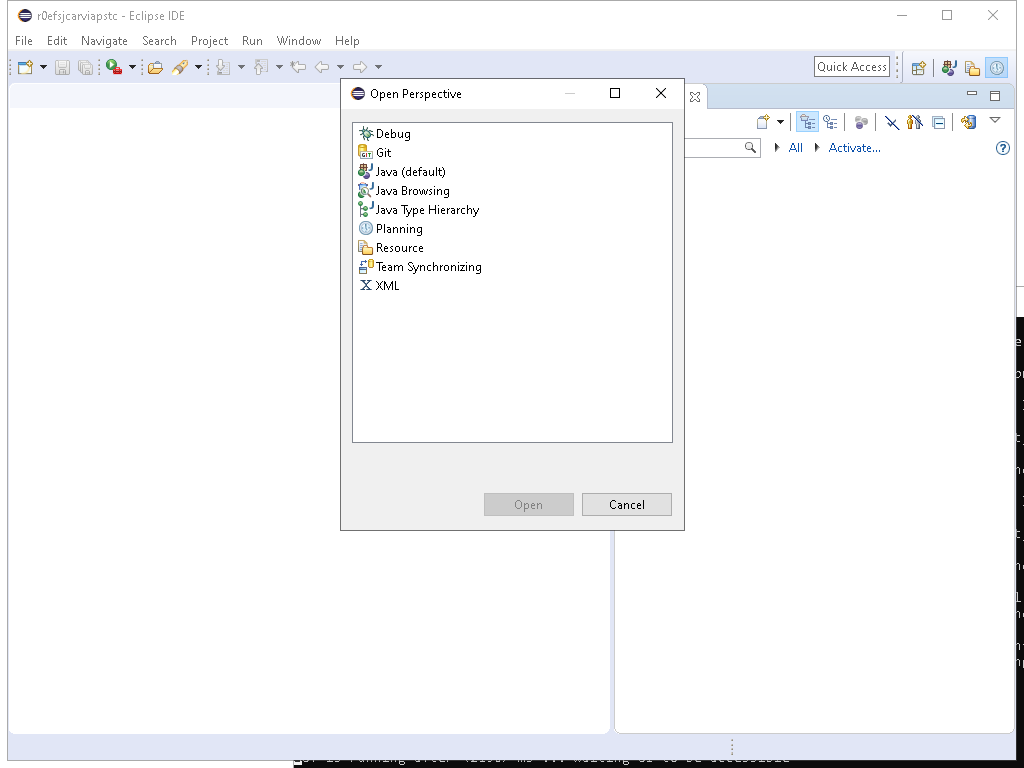 r0efsjcarviapstc - Eclipse IDE
File Edit Navigate Search Project Run Window Help
Quick Access
Open Perspective
Debug
All Activate...
GIT Git
Java (default)
Java Browsing
Java Type Hierarchy
Planning
Resource
Team Synchronizing
X XML
Open Cancel